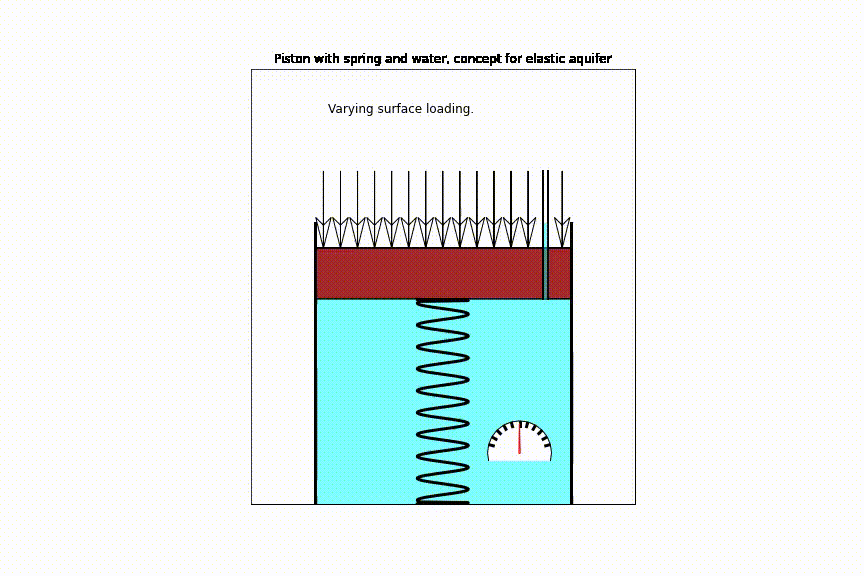 Piston with spring and water, concept for elastic aquifer
Varying surface loading.